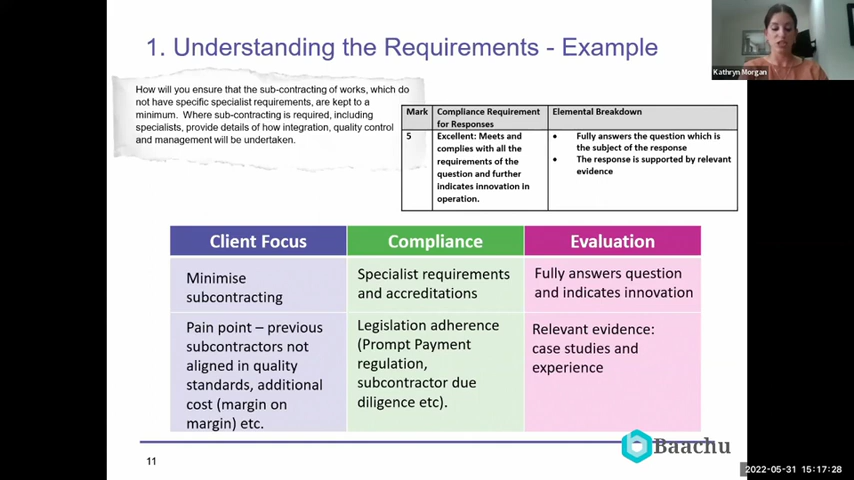 1. Understanding the Requirements - Example
Kathryn Morgan
How will you ensure that the sub-contracting of works, which do
not have specific specialist requirements, are kept to a
minimum. Where sub-contracting is required, including
specialists, provide details of how integration, quality control
and management will be undertaken.
Mark
Compliance Requirement
for Responses
Elemental Breakdown
5
Excellent: Meets and
complies with all the
requirements of the
question and further
indicates innovation in
operation.
• Fully answers the question which is
the subject of the response
• The response is supported by relevant
evidence
Client Focus
Compliance
Evaluation
Minimise
subcontracting
Specialist requirements
and accreditations
Fully answers question
and indicates innovation
Pain point – previous
subcontractors not
aligned in quality
standards, additional
cost (margin on
margin) etc.
Legislation adherence
(Prompt Payment
regulation,
subcontractor due
diligence etc).
Relevant evidence:
case studies and
experience
11
Baachu
2022-05-31 15:17:28